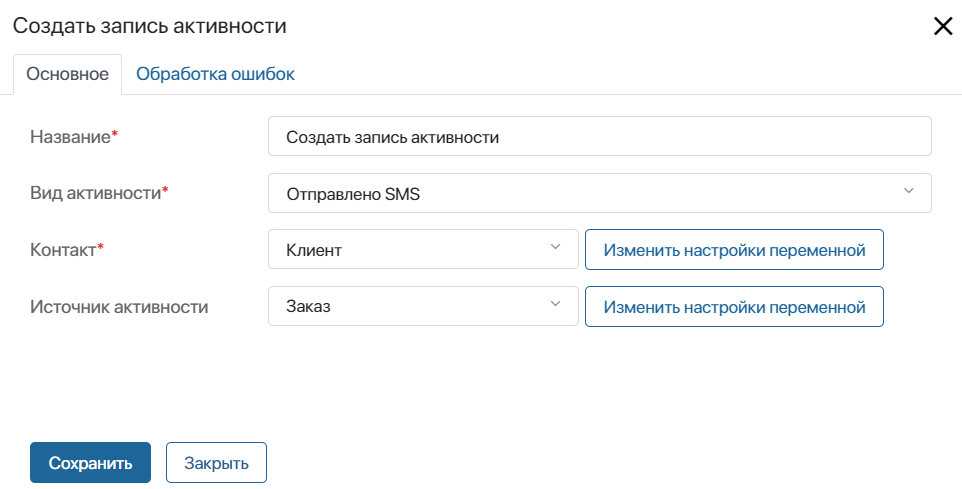 Создать запись активности
Основное Обработка ошибок
Название* Создать запись активности
Вид активности* Отправлено SMS
Контакт* Клиент Изменить настройки переменной
Источник активности Заказ Изменить настройки переменной
Сохранить Закрыть